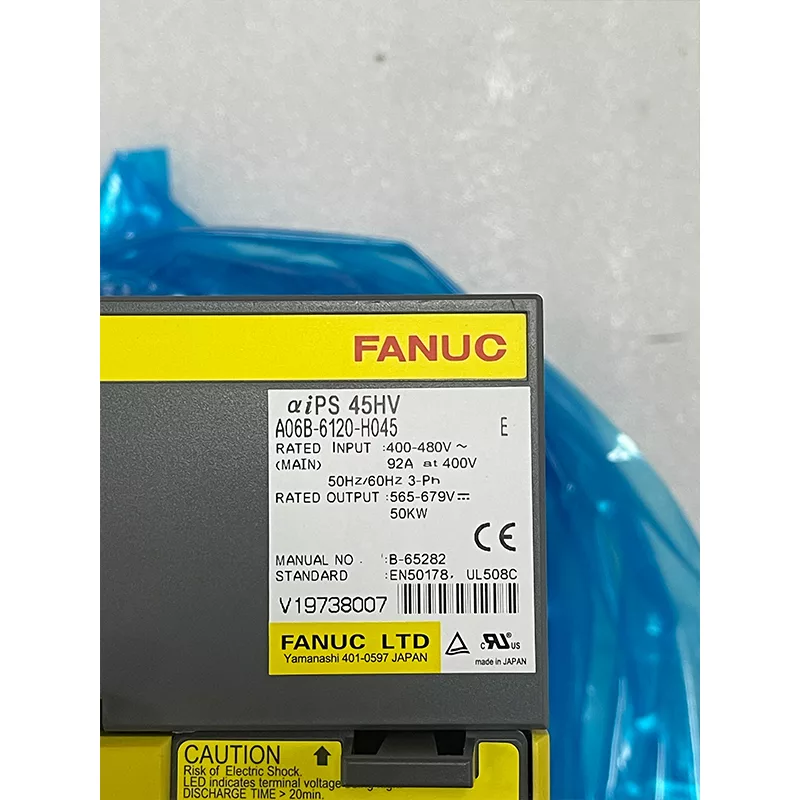 FANUC
αiPS 45HV
A06B-6120-H045 E
RATED INPUT :400-480V～
(MAIN) 92A at 400V
50Hz/60Hz 3-Ph
RATED OUTPUT :565-679V⎓
50KW
CE
MANUAL NO. :B-65282
STANDARD :EN50178, UL508C
V19738007
FANUC LTD
Yamanashi 401-0597 JAPAN
c RU US
made in JAPAN
CAUTION
Risk of Electric Shock.
LED indicates terminal voltage
DISCHARGE TIME > 20min.